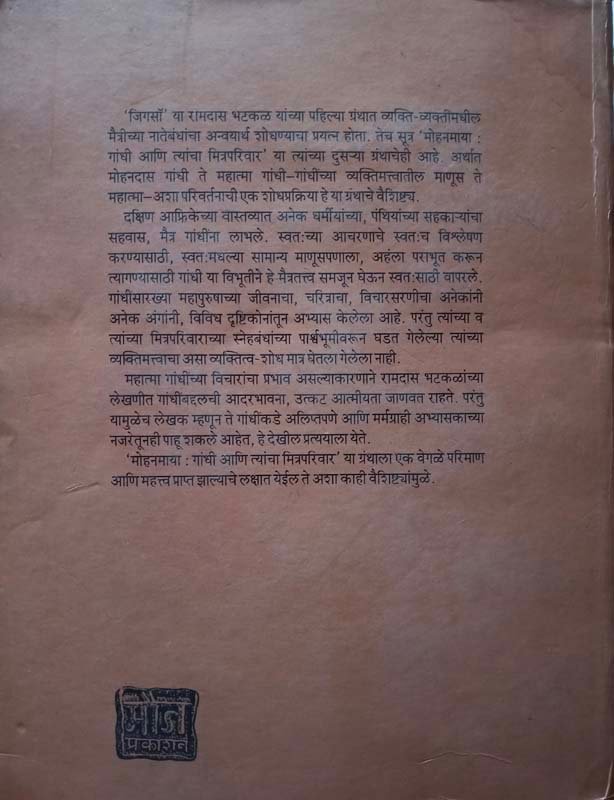 'जिगसॉ' या रामदास भटकळ यांच्या पहिल्या ग्रंथात व्यक्ति-व्यक्तींमधील
मैत्रीच्या नातेबंधांचा अन्वयार्थ शोधण्याचा प्रयत्न होता. तेच सूत्र 'मोहनमाया :
गांधी आणि त्यांचा मित्रपरिवार' या त्यांच्या दुसऱ्या ग्रंथाचेही आहे. अर्थात
मोहनदास गांधी ते महात्मा गांधी–गांधींच्या व्यक्तिमत्त्वातील माणूस ते
महात्मा–अशा परिवर्तनाची एक शोधप्रक्रिया हे या ग्रंथाचे वैशिष्ट्य.
दक्षिण आफ्रिकेच्या वास्तव्यात अनेक धर्मीयांच्या, पंथियांच्या सहकाऱ्यांचा
सहवास, मैत्र गांधींना लाभले. स्वतःच्या आचरणाचे स्वतःच विश्लेषण
करण्यासाठी, स्वतःमधल्या सामान्य माणूसपणाला, अहंला पराभूत करून
त्यागण्यासाठी गांधी या विभूतीने हे मैत्रतत्त्व समजून घेऊन स्वतःसाठी वापरले.
गांधींसारख्या महापुरुषाच्या जीवनाचा, चरित्राचा, विचारसरणीचा अनेकांनी
अनेक अंगांनी, विविध दृष्टिकोनांतून अभ्यास केलेला आहे. परंतु त्यांच्या व
त्यांच्या मित्रपरिवाराच्या स्नेहबंधांच्या पार्श्वभूमीवरून घडत गेलेल्या त्यांच्या
व्यक्तिमत्त्वाचा असा व्यक्तित्व-शोध मात्र घेतला गेलेला नाही.
महात्मा गांधींच्या विचारांचा प्रभाव असल्याकारणाने रामदास भटकळांच्या
लेखणीत गांधींबद्दलची आदरभावना, उत्कट आत्मीयता जाणवत राहते. परंतु
यामुळेच लेखक म्हणून ते गांधींकडे अलिप्तपणे आणि मर्मग्राही अभ्यासकाच्या
नजरेतूनही पाहू शकले आहेत, हे देखील प्रत्ययाला येते.
'मोहनमाया : गांधी आणि त्यांचा मित्रपरिवार' या ग्रंथाला एक वेगळे परिमाण
आणि महत्त्व प्राप्त झाल्याचे लक्षात येईल ते अशा काही वैशिष्ट्यांमुळे.
मौज
प्रकाशन